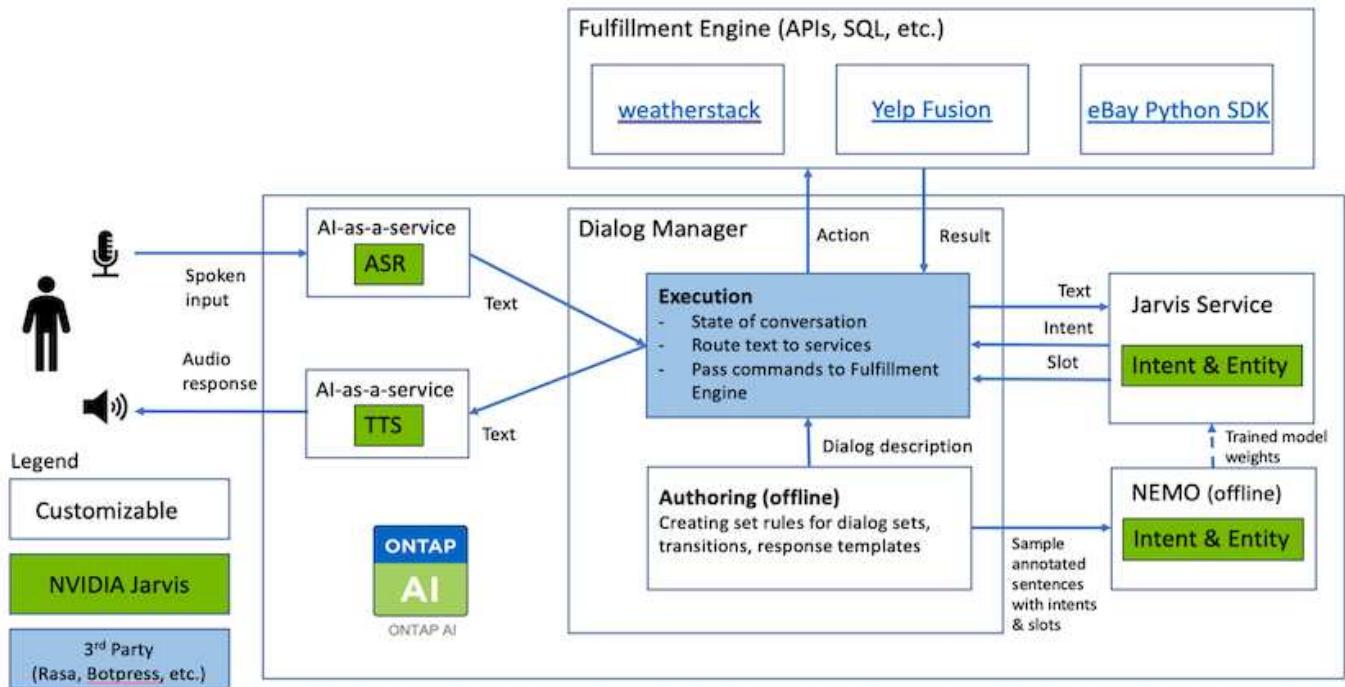 Fulfillment Engine (APIs, SQL, etc.)
weatherstack
Yelp Fusion
eBay Python SDK
Action
Result
Spoken
input
Audio
response
AI-as-a-service
ASR
Text
AI-as-a-service
TTS
Text
Dialog Manager
Execution
- State of conversation
- Route text to services
- Pass commands to Fulfillment
Engine
Dialog description
Authoring (offline)
Creating set rules for dialog sets,
transitions, response templates
Text
Intent
Slot
Jarvis Service
Intent & Entity
Trained model
weights
NEMO (offline)
Intent & Entity
Sample
annotated
sentences
with intents
& slots
Legend
Customizable
NVIDIA Jarvis
3rd Party
(Rasa, Botpress, etc.)
ONTAP
AI
ONTAP AI